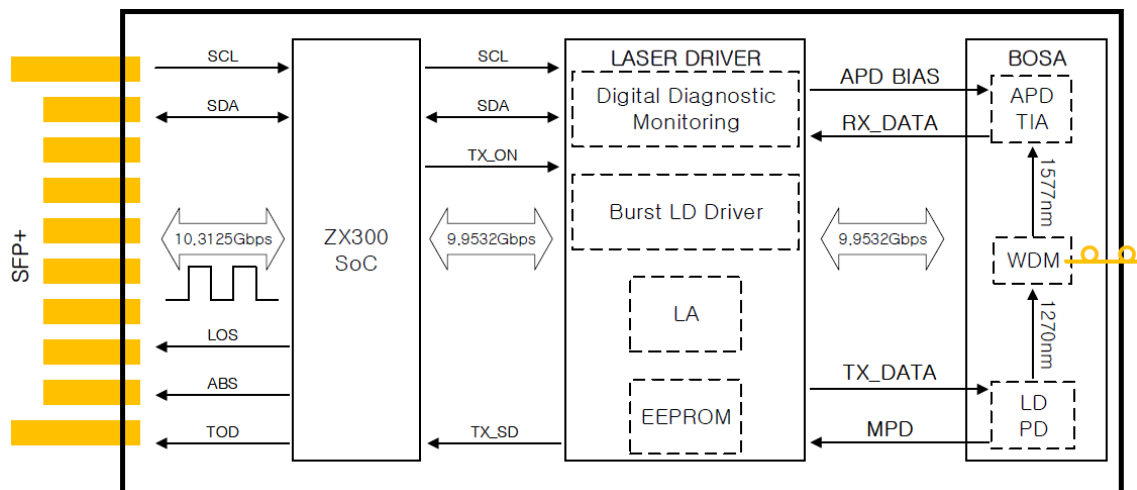 SFP+
SCL
SDA
10.3125Gbps
LOS
ABS
TOD
ZX300
SoC
SCL
SDA
TX_ON
9.9532Gbps
TX_SD
LASER DRIVER
Digital Diagnostic
Monitoring
Burst LD Driver
LA
EEPROM
APD BIAS
RX_DATA
9.9532Gbps
TX_DATA
MPD
BOSA
APD
TIA
1577nm
WDM
1270nm
LD
PD